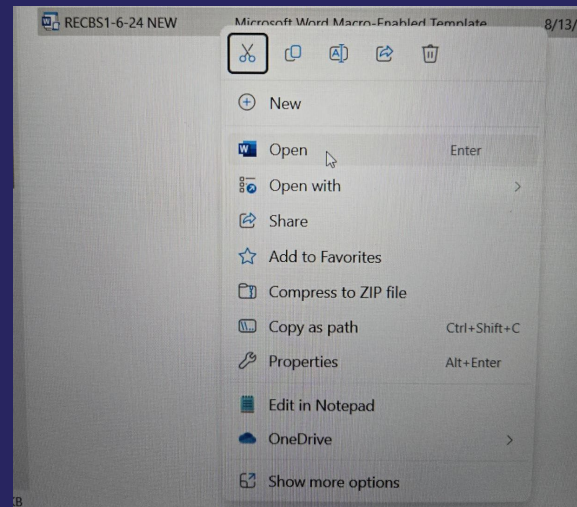 RECBS1-6-24 NEW Microsoft Word Macro-Enabled Template 8/13/
New
Open Enter
Open with
Share
Add to Favorites
Compress to ZIP file
Copy as path Ctrl+Shift+C
Properties Alt+Enter
Edit in Notepad
OneDrive
Show more options